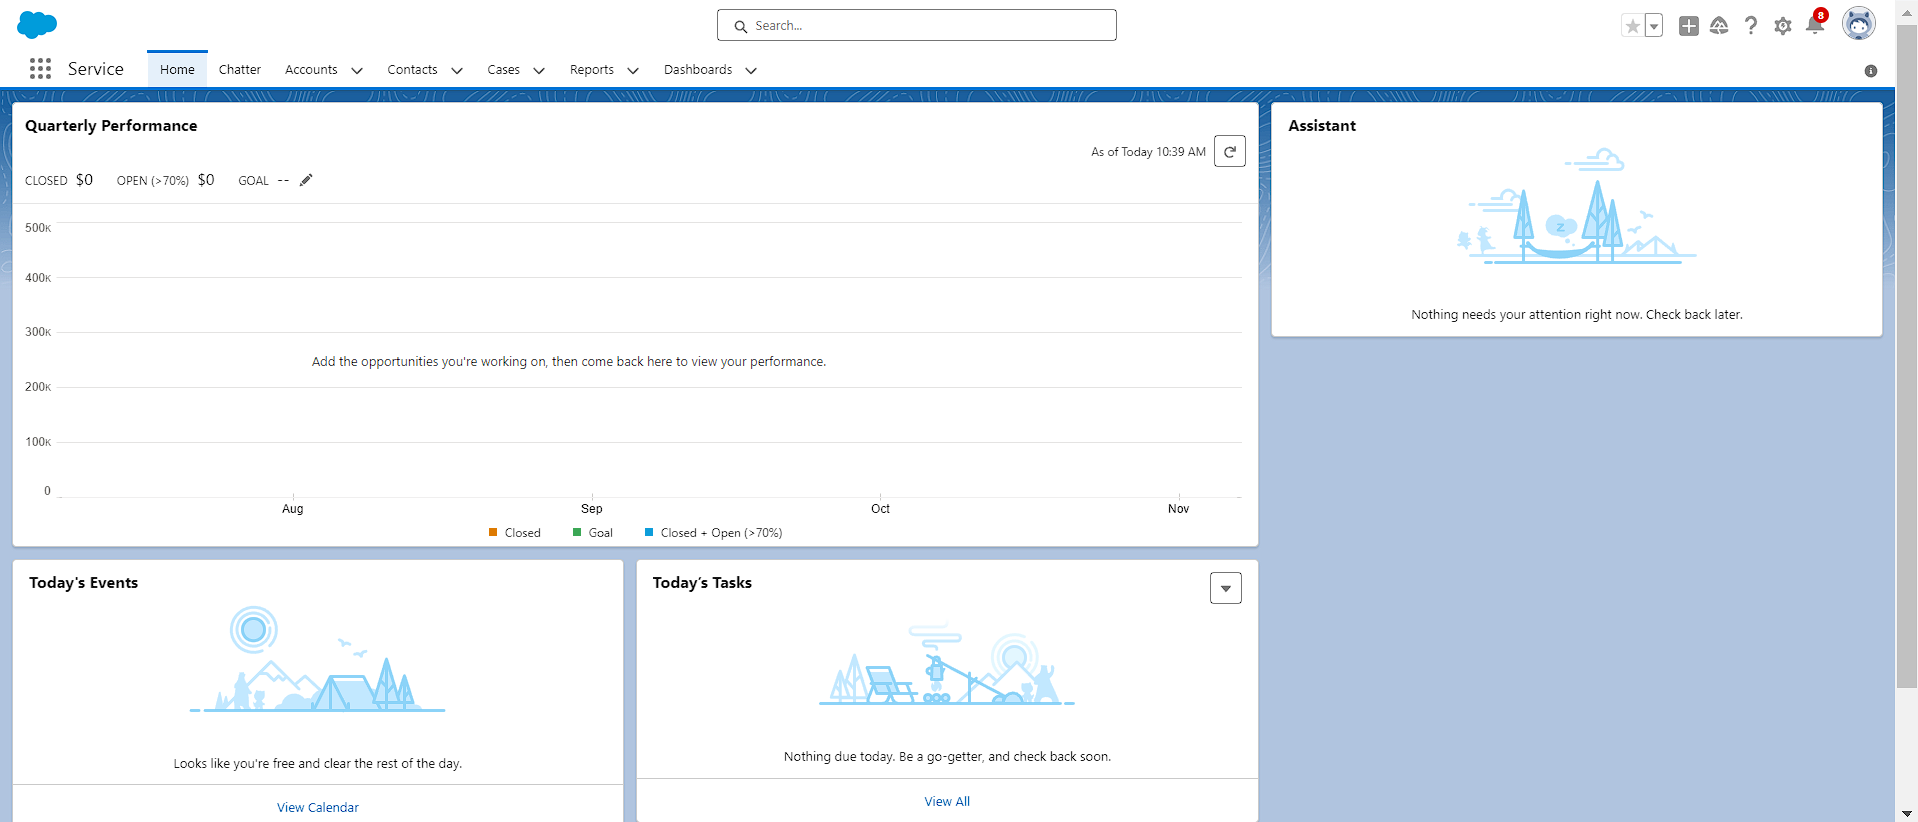 Search...
8
Service
Home
Chatter
Accounts
Contacts
Cases
Reports
Dashboards
Quarterly Performance
As of Today 10:39 AM
CLOSED $0 OPEN (>70%) $0 GOAL --
500K
400K
300K
Add the opportunities you're working on, then come back here to view your performance.
200K
100K
0
Aug Sep Oct Nov
Closed Goal Closed + Open (>70%)
Assistant
z
Nothing needs your attention right now. Check back later.
Today's Events
Looks like you're free and clear the rest of the day.
View Calendar
Today's Tasks
Nothing due today. Be a go-getter, and check back soon.
View All